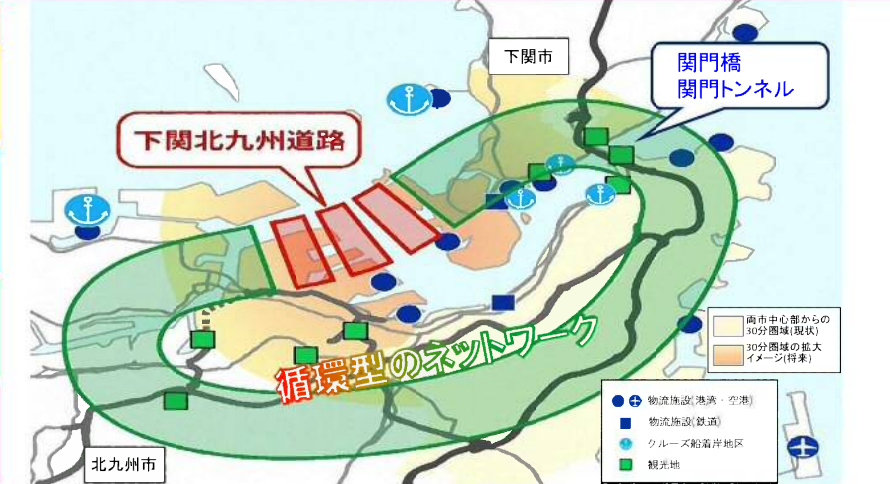 下関市
関門橋
関門トンネル
下関北九州道路
循環型のネットワーク
両市中心部からの
30分圏域(現状)
30分圏域の拡大
イメージ(将来)
物流施設(港湾・空港)
物流施設(鉄道)
クルーズ船着岸地区
観光地
北九州市